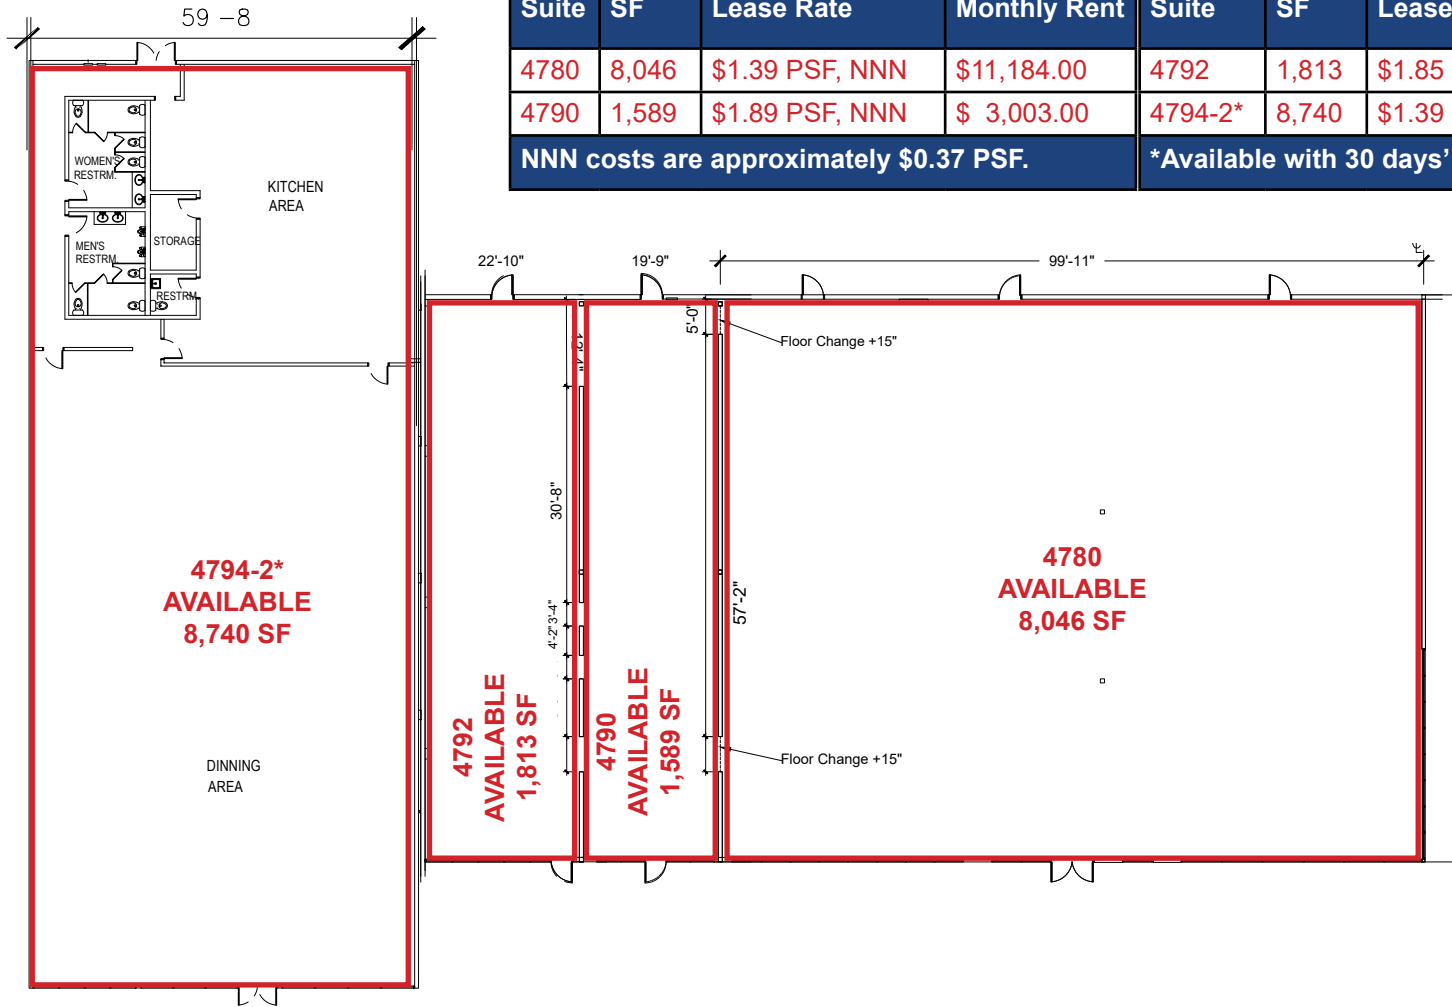 59 -8
Suite SF Lease Rate Monthly Rent Suite SF Lease
4780 8,046 $1.39 PSF, NNN $11,184.00 4792 1,813 $1.85
4790 1,589 $1.89 PSF, NNN $ 3,003.00 4794-2* 8,740 $1.39
NNN costs are approximately $0.37 PSF. *Available with 30 days’
WOMEN'S
RESTRM.
KITCHEN
AREA
MEN'S
RESTRM.
STORAGE
RESTRM.
22'-10"
19'-9"
99'-11"
5'-0"
Floor Change +15"
30'-8"
3'-4"
4'-2"
57'-2"
4794-2*
AVAILABLE
8,740 SF
4792
AVAILABLE
1,813 SF
4790
AVAILABLE
1,589 SF
4780
AVAILABLE
8,046 SF
Floor Change +15"
DINNING
AREA